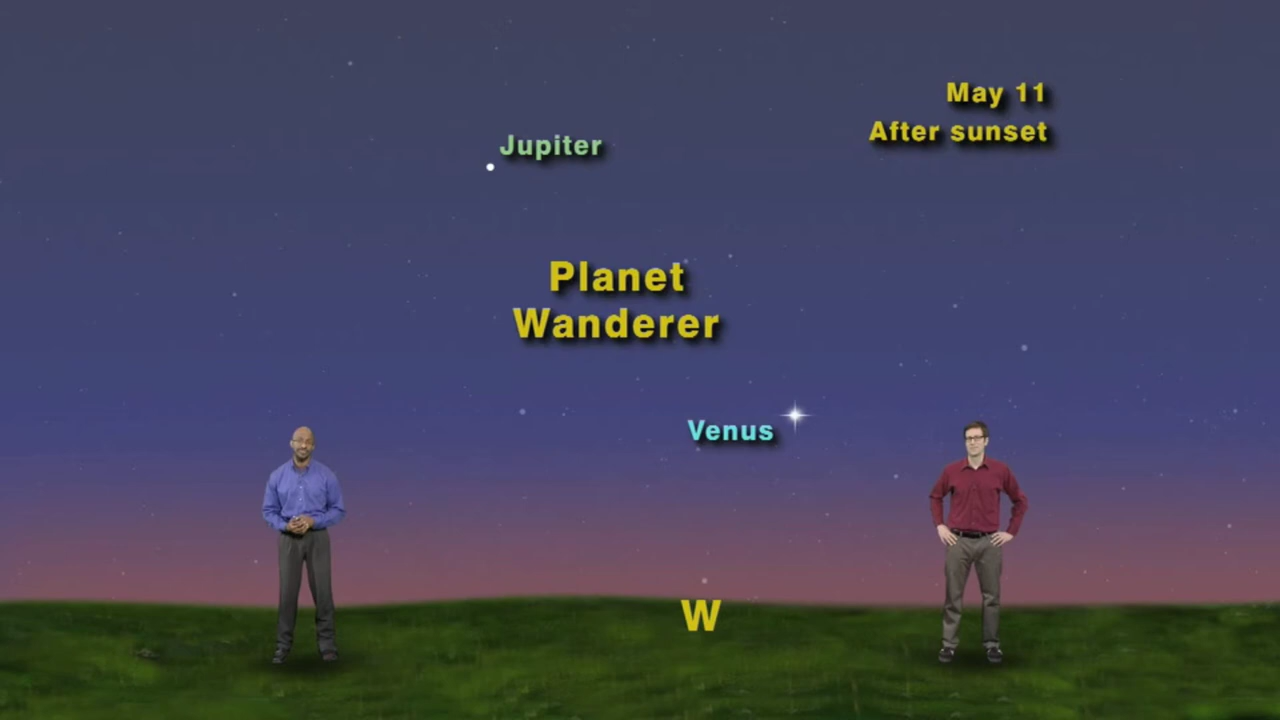 May 11
After sunset
Jupiter
Planet
Wanderer
Venus
W